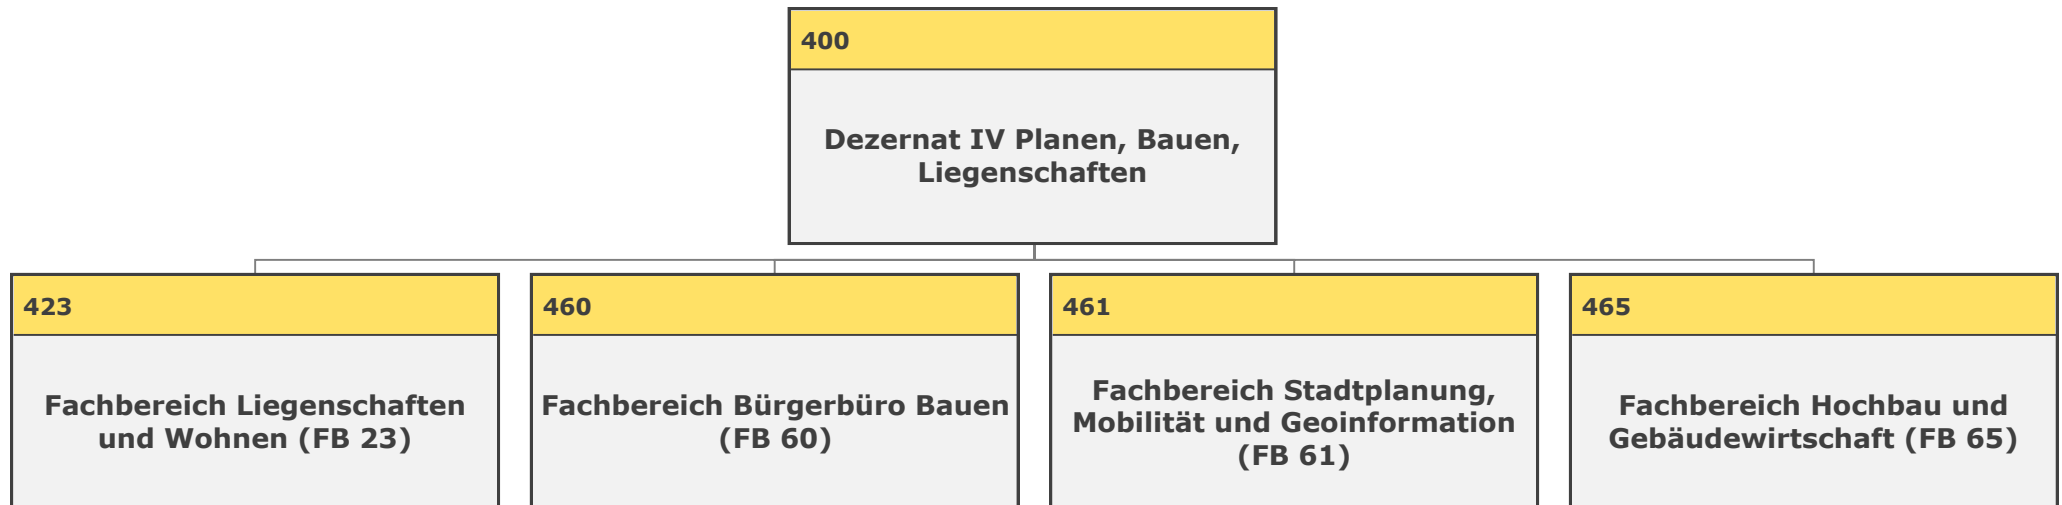 400
Dezernat IV Planen, Bauen,
Liegenschaften
423
Fachbereich Liegenschaften
und Wohnen (FB 23)
460
Fachbereich Bürgerbüro Bauen
(FB 60)
461
Fachbereich Stadtplanung,
Mobilität und Geoinformation
(FB 61)
465
Fachbereich Hochbau und
Gebäudewirtschaft (FB 65)